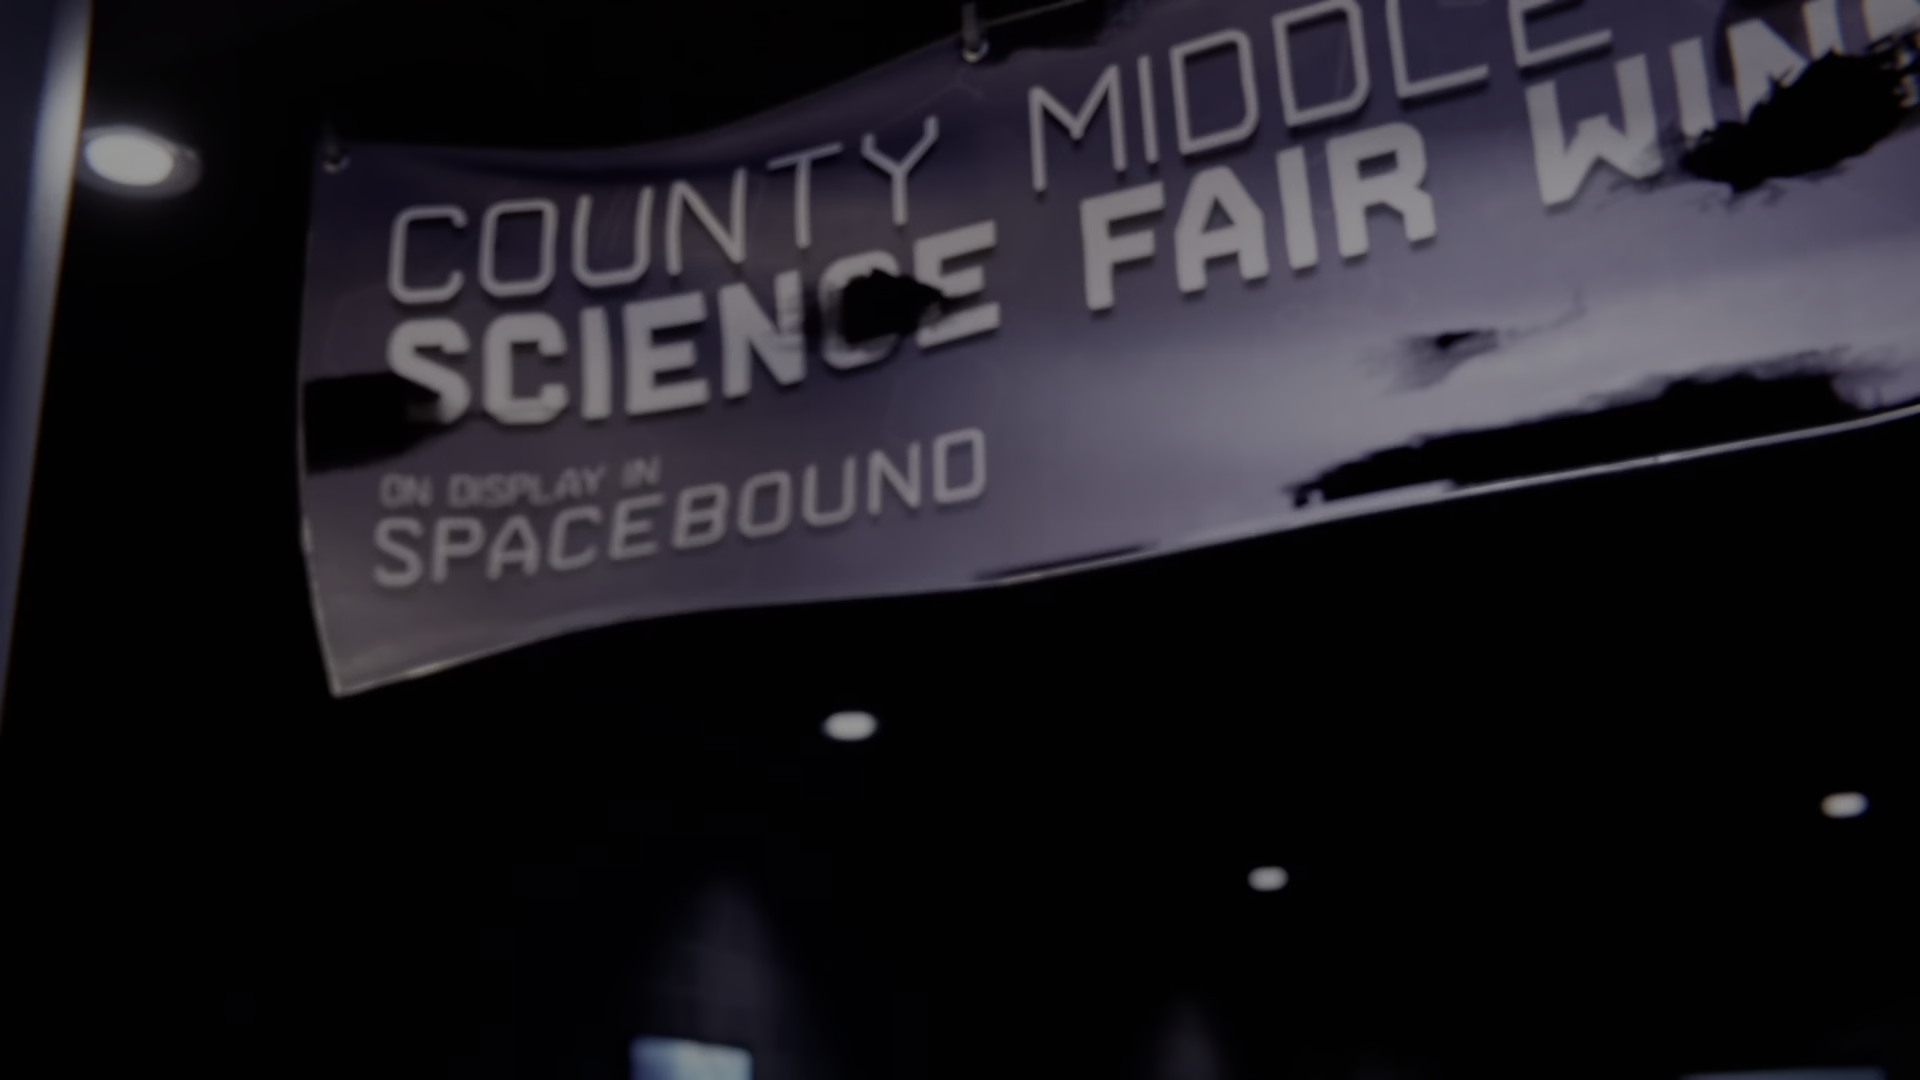 COUNTY MIDDLE
SCIENCE FAIR
ON DISPLAY IN
SPACEBOUND